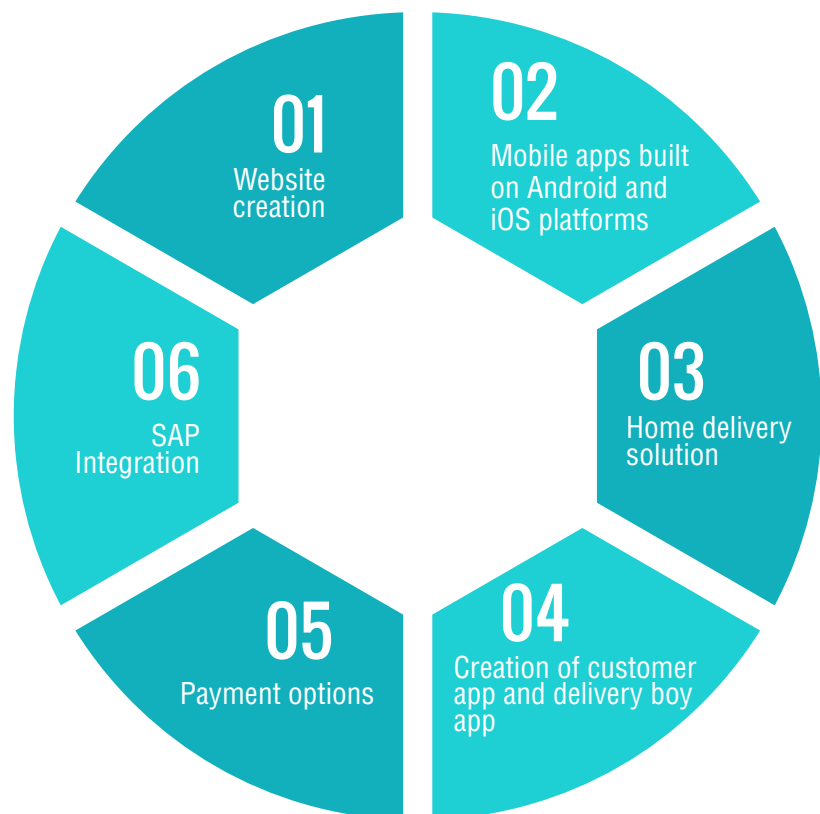 01
Website
creation
02
Mobile apps built
on Android and
iOS platforms
03
Home delivery
solution
04
Creation of customer
app and delivery boy
app
05
Payment options
06
SAP
Integration